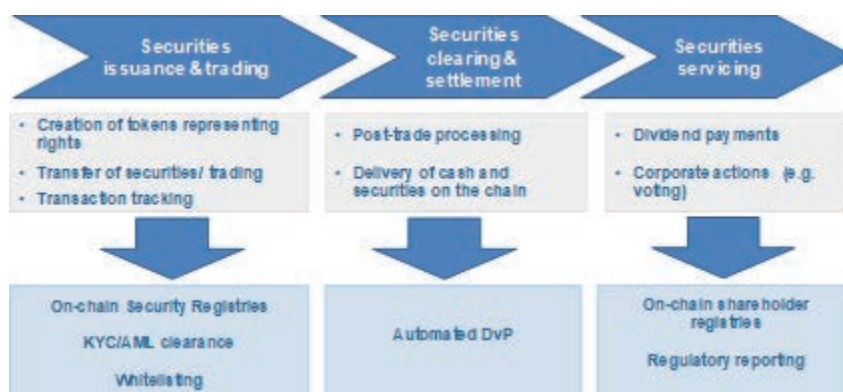 Securities
issuance & trading
Securities
clearing &
settlement
Securities
servicing
• Creation of tokens representing
rights
• Transfer of securities/ trading
• Transaction tracking
• Post-trade processing
• Delivery of cash and
securities on the chain
• Dividend payments
• Corporate actions (e.g.
voting)
On-chain Security Registries
KYC/AML clearance
Whitelisting
Automated DvP
On-chain shareholder
registries
Regulatory reporting